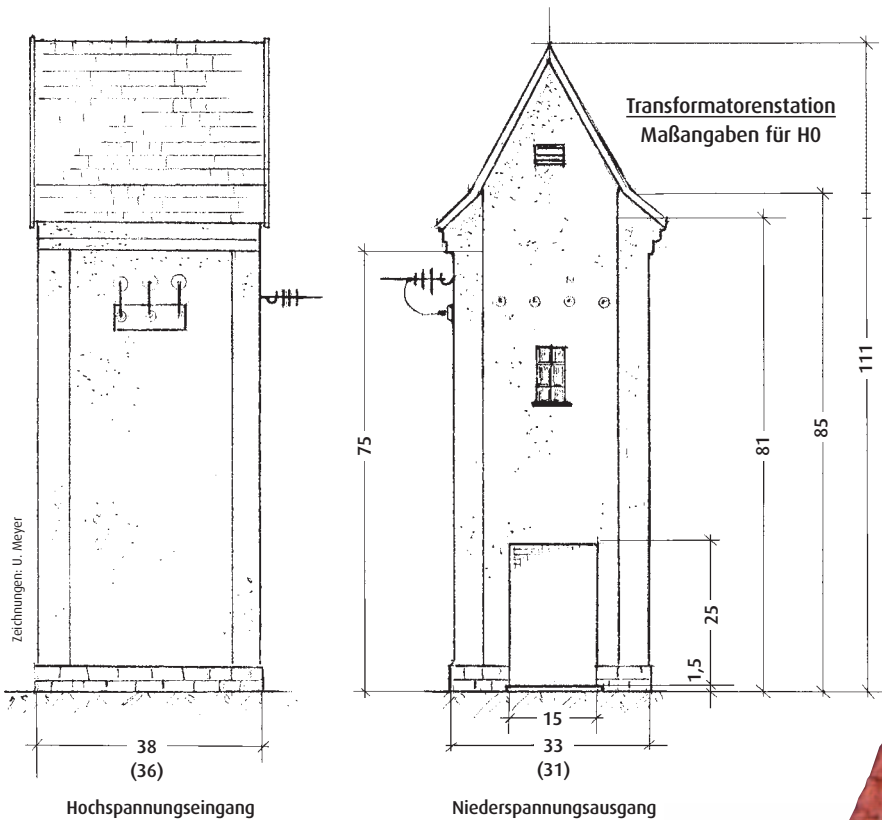 Transformatorenstation
Maßangaben für H0
111
85
81
75
25
1,5
15
38
33
(36)
(31)
Hochspannungseingang
Niederspannungsausgang
Zeichnungen: U. Meyer